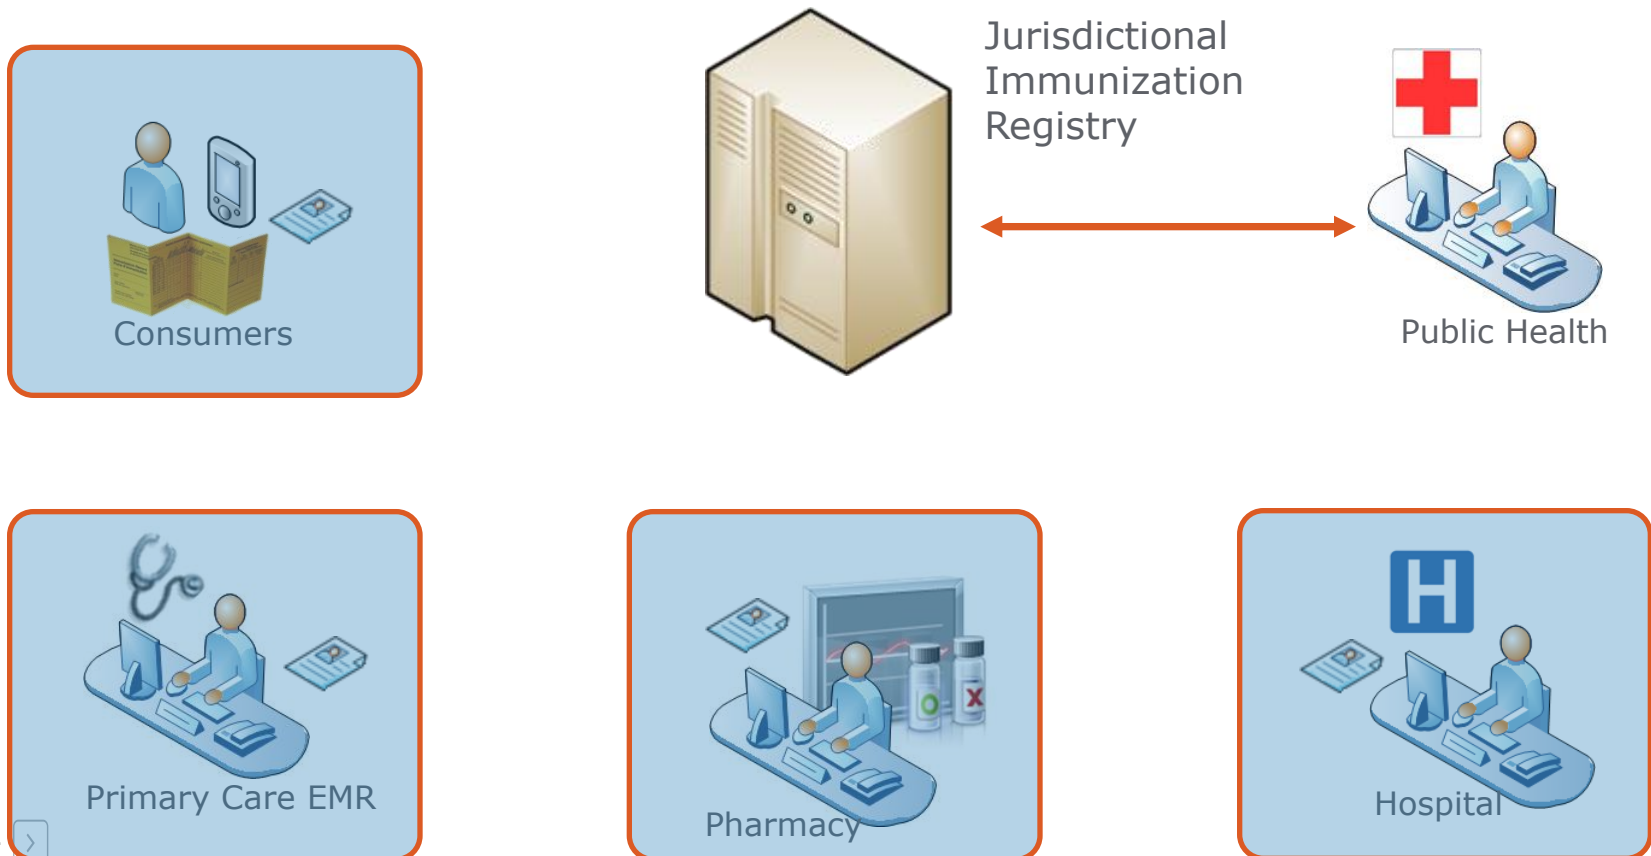 Jurisdictional
Immunization
Registry
Consumers
Public Health
Primary Care EMR
Pharmacy
H
Hospital